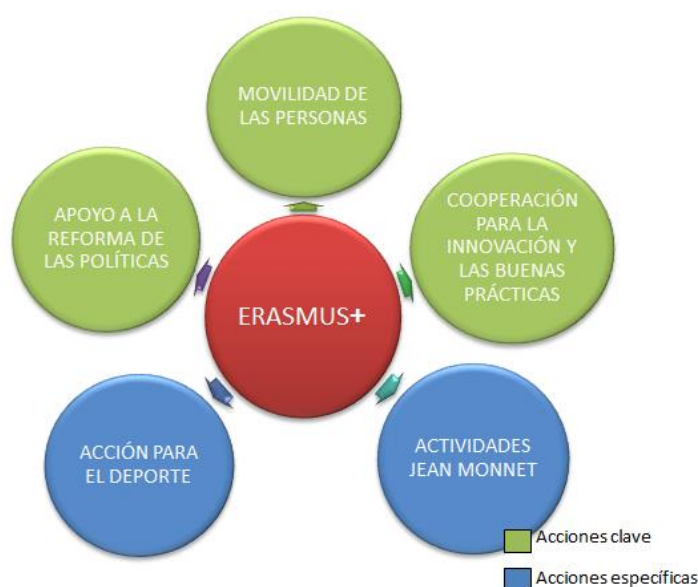 MOVILIDAD DE
LAS PERSONAS
APOYO A LA
REFORMA DE
LAS POLÍTICAS
COOPERACIÓN
PARA LA
INNOVACIÓN Y
LAS BUENAS
PRÁCTICAS
ERASMUS+
ACCIÓN PARA
EL DEPORTE
ACTIVIDADES
JEAN MONNET
Acciones clave
Acciones específicas